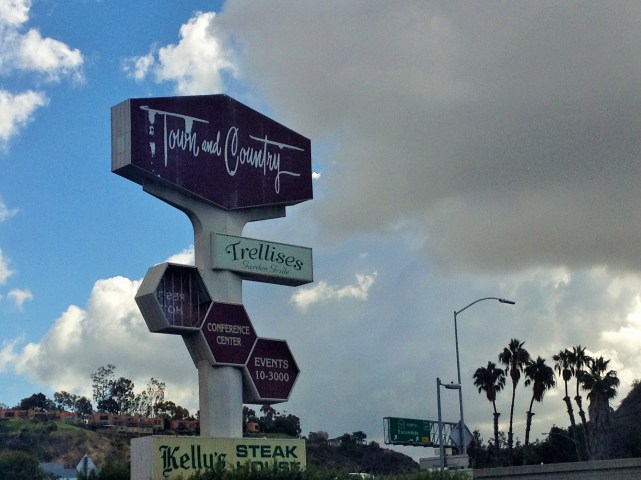 Town and Country
Trellises
Garden Grille
CONFERENCE
CENTER
EVENTS
10-3000
Kelly's STEAK
HOUSE